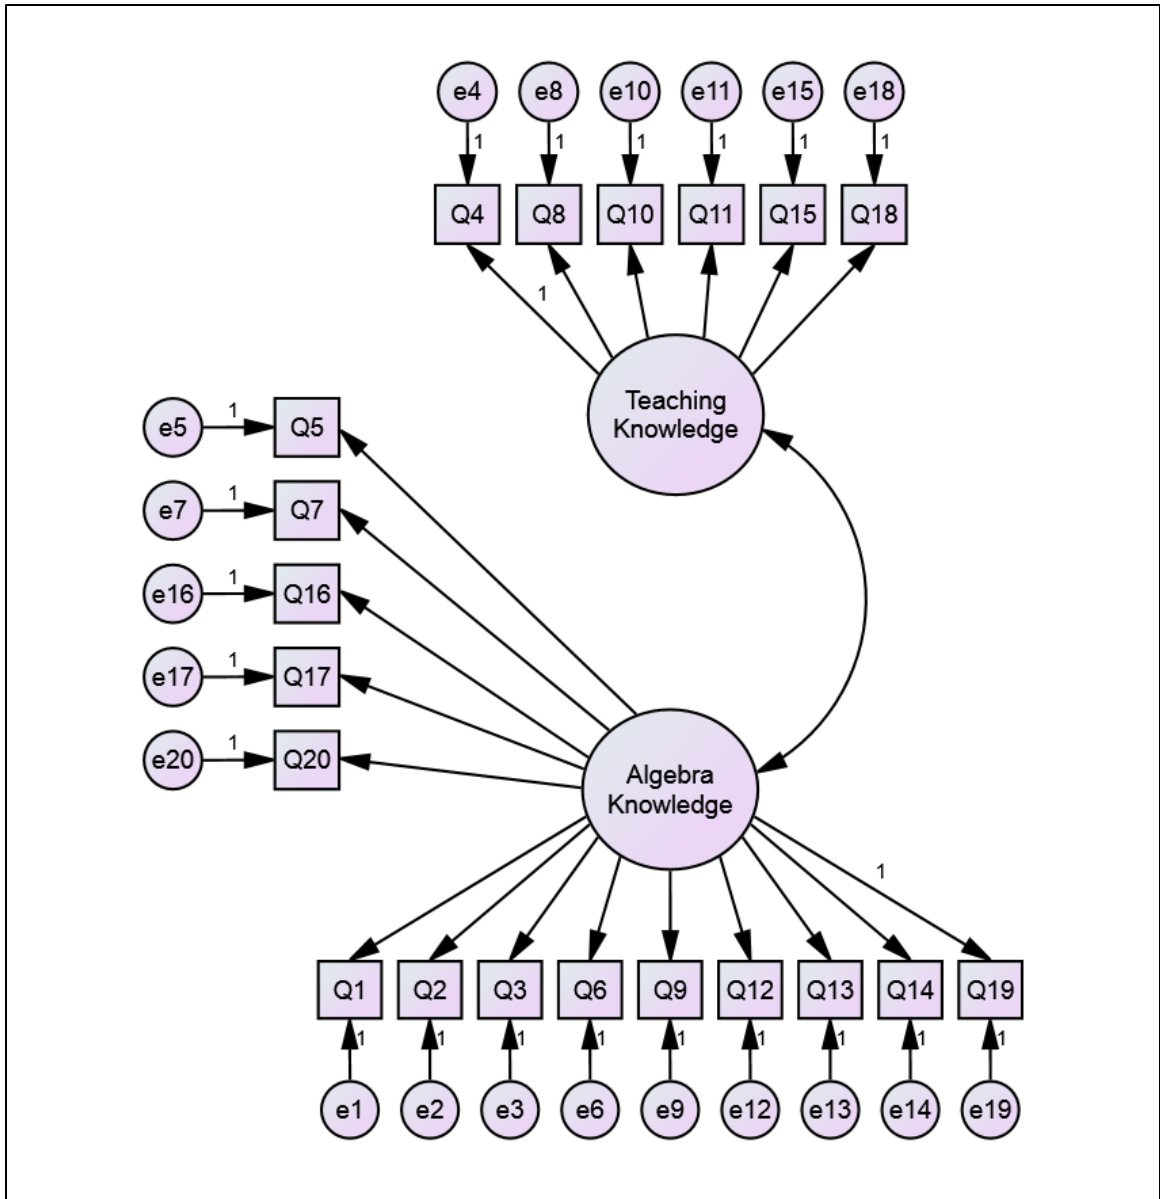 e4 e8 e10 e11 e15 e18
1 1 1 1 1 1
Q4 Q8 Q10 Q11 Q15 Q18
1
Teaching
Knowledge
e5 1 Q5
e7 1 Q7
e16 1 Q16
e17 1 Q17
e20 1 Q20
Algebra
Knowledge
1
Q1 Q2 Q3 Q6 Q9 Q12 Q13 Q14 Q19
1 1 1 1 1 1 1 1 1
e1 e2 e3 e6 e9 e12 e13 e14 e19